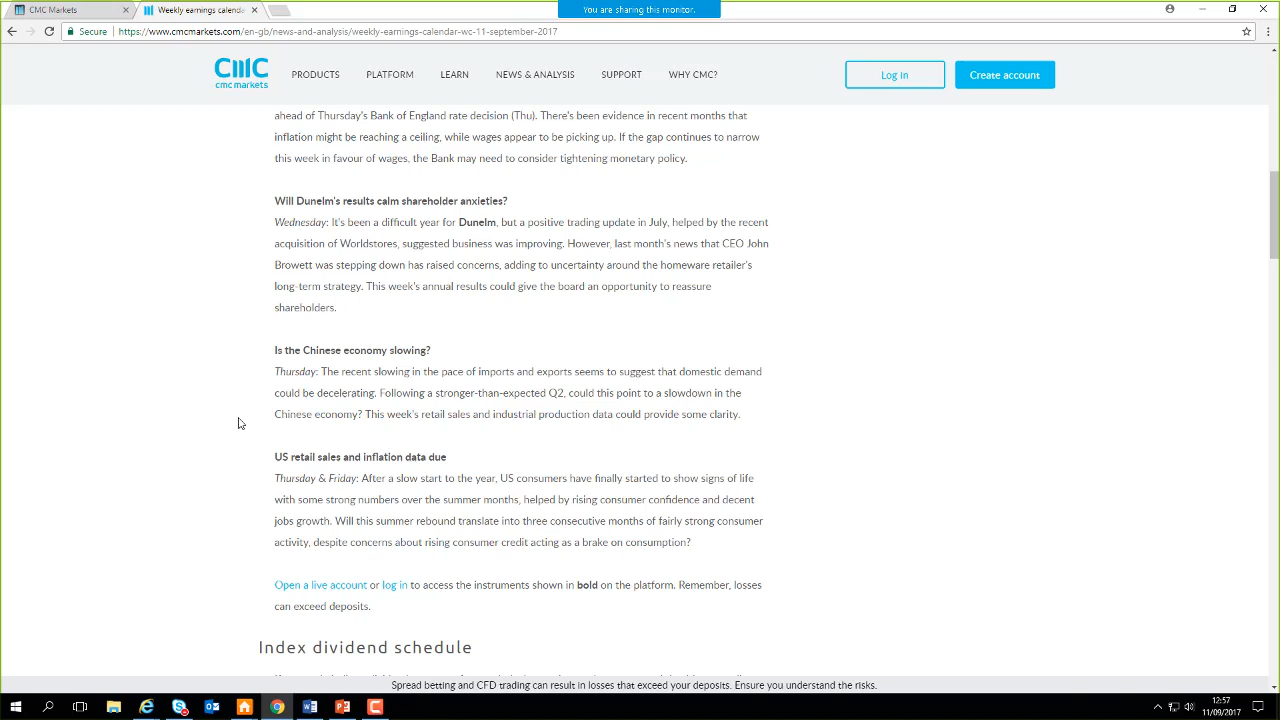 You are sharing this monitor.
CMC Markets
Weekly earnings calenda
Secure
https://www.cmcmarkets.com/en-gb/news-and-analysis/weekly-earnings-calendar-wc-11-september-2017
CMC
cmc markets
PRODUCTS PLATFORM LEARN NEWS & ANALYSIS SUPPORT WHY CMC?
Log in
Create account
ahead of Thursday's Bank of England rate decision (Thu). There's been evidence in recent months that
inflation might be reaching a ceiling, while wages appear to be picking up. If the gap continues to narrow
this week in favour of wages, the Bank may need to consider tightening monetary policy.
Will Dunelm's results calm shareholder anxieties?
Wednesday: It's been a difficult year for Dunelm, but a positive trading update in July, helped by the recent
acquisition of Worldstores, suggested business was improving. However, last month's news that CEO John
Browett was stepping down has raised concerns, adding to uncertainty around the homeware retailer's
long-term strategy. This week's annual results could give the board an opportunity to reassure
shareholders.
Is the Chinese economy slowing?
Thursday: The recent slowing in the pace of imports and exports seems to suggest that domestic demand
could be decelerating. Following a stronger-than-expected Q2, could this point to a slowdown in the
Chinese economy? This week's retail sales and industrial production data could provide some clarity.
US retail sales and inflation data due
Thursday & Friday: After a slow start to the year, US consumers have finally started to show signs of life
with some strong numbers over the summer months, helped by rising consumer confidence and decent
jobs growth. Will this summer rebound translate into three consecutive months of fairly strong consumer
activity, despite concerns about rising consumer credit acting as a brake on consumption?
Open a live account or log in to access the instruments shown in bold on the platform. Remember, losses
can exceed deposits.
Index dividend schedule
Spread betting and CFD trading can result in losses that exceed your deposits. Ensure you understand the risks.
12:57
11/09/2017